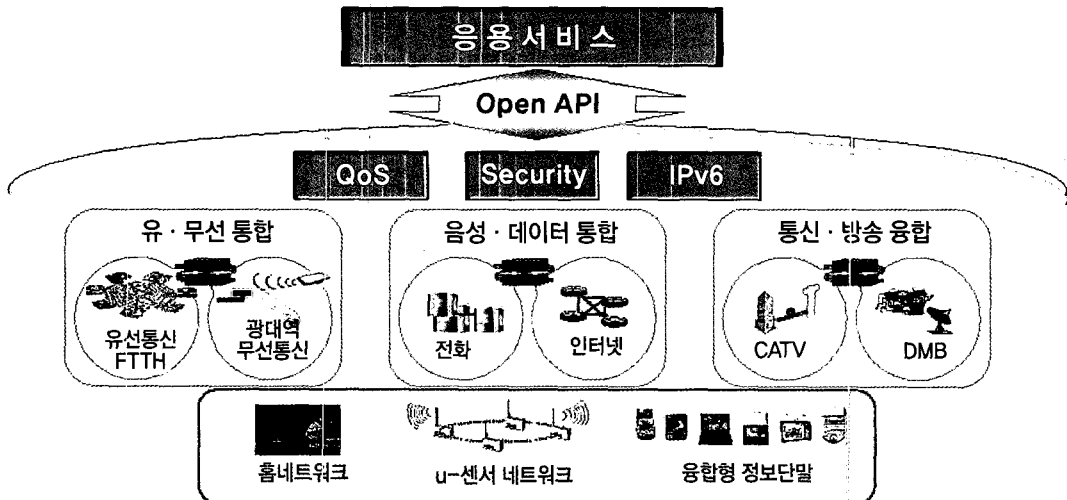 응용서비스
Open API
QoS Security IPv6
유·무선 통합 음성·데이터 통합 통신·방송 융합
유선통신
FTTH
광대역
무선통신
전화
인터넷
CATV
DMB
홈네트워크 u-센서 네트워크 융합형 정보단말